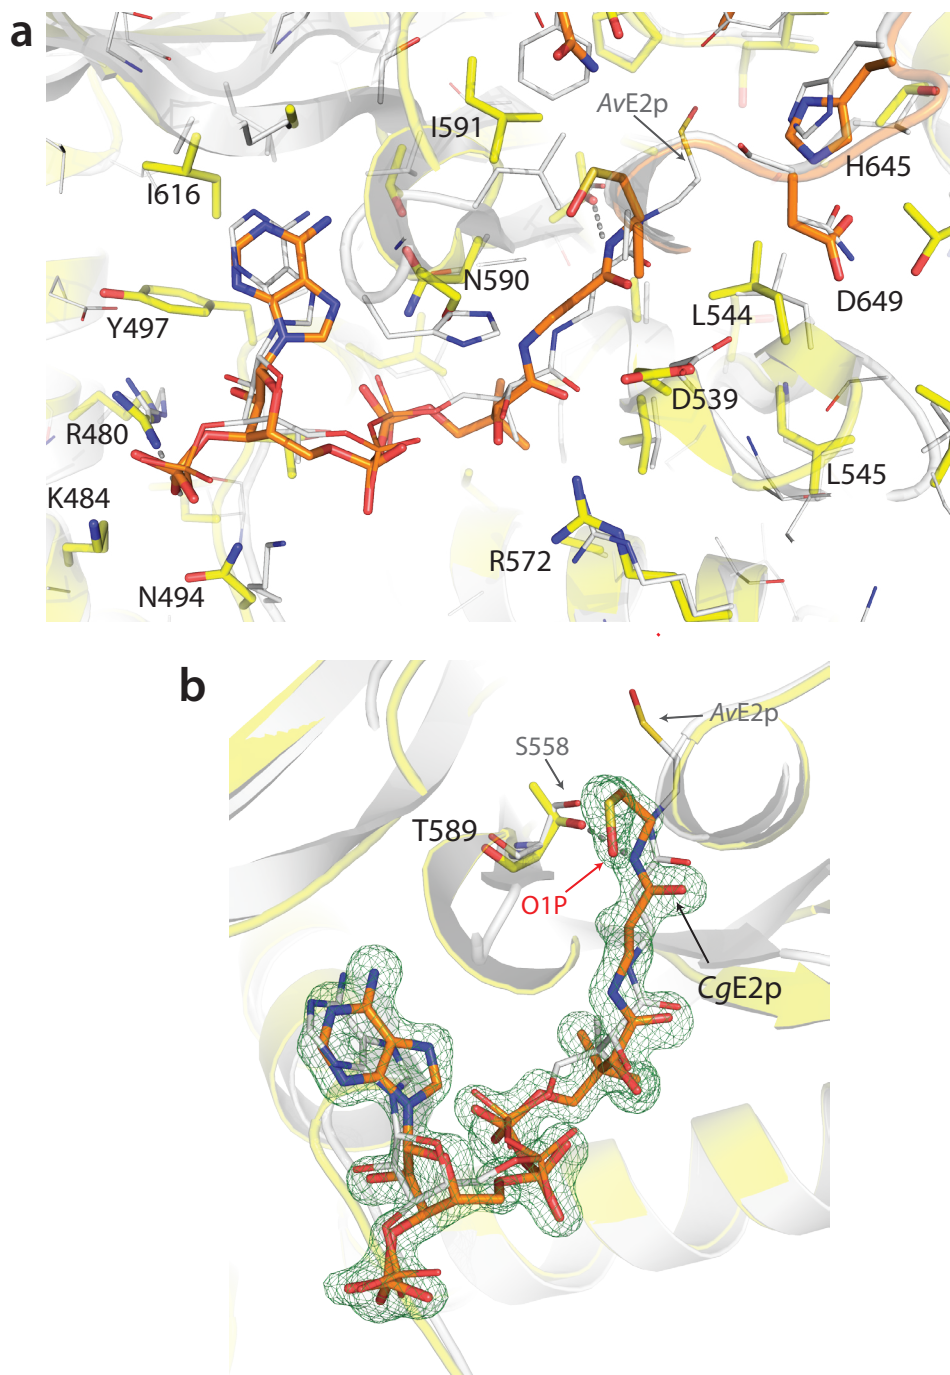 a
I591
AvE2p
H645
I616
N590
D649
Y497
L544
D539
R480
L545
K484
R572
N494
b
AvE2p
S558
T589
O1P
CgE2p